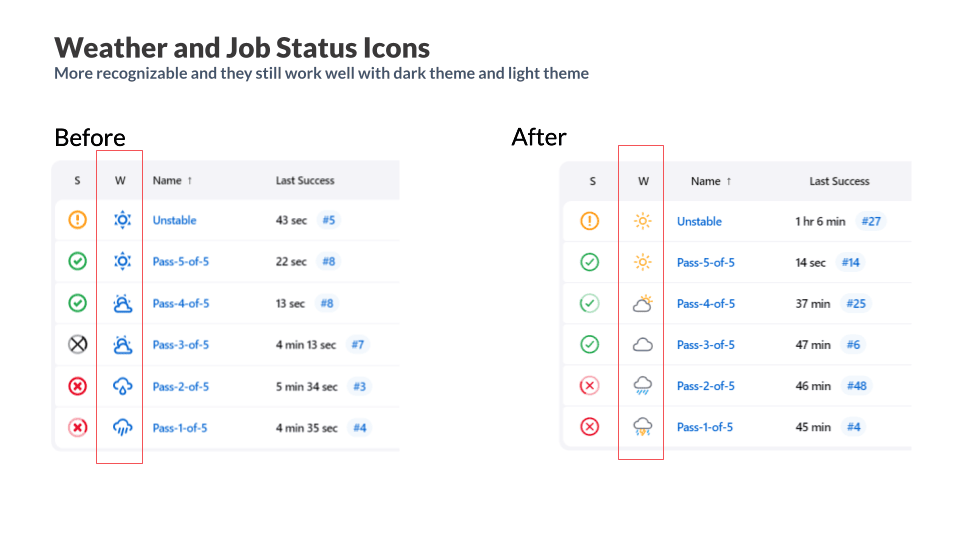 Weather and Job Status Icons
More recognizable and they still work well with dark theme and light theme
Before
S W Name ↑ Last Success
Unstable 43 sec #5
Pass-5-of-5 22 sec #8
Pass-4-of-5 13 sec #8
Pass-3-of-5 4 min 13 sec #7
Pass-2-of-5 5 min 34 sec #3
Pass-1-of-5 4 min 35 sec #4
After
S W Name ↑ Last Success
Unstable 1 hr 6 min #27
Pass-5-of-5 14 sec #14
Pass-4-of-5 37 min #25
Pass-3-of-5 47 min #6
Pass-2-of-5 46 min #48
Pass-1-of-5 45 min #4